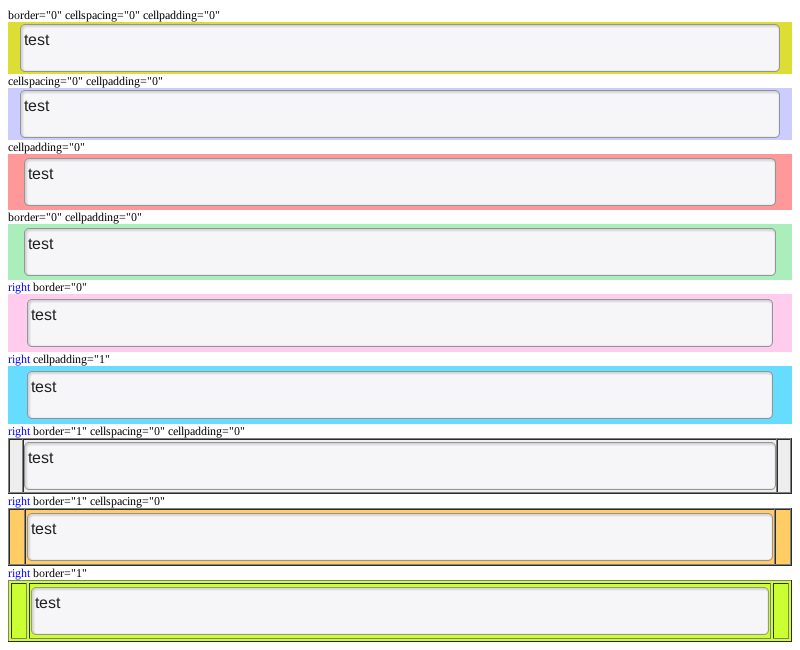 border="0" cellspacing="0" cellpadding="0"
test
cellspacing="0" cellpadding="0"
test
cellpadding="0"
test
border="0" cellpadding="0"
test
right border="0"
test
right cellpadding="1"
test
right border="1" cellspacing="0" cellpadding="0"
test
right border="1" cellspacing="0"
test
right border="1"
test